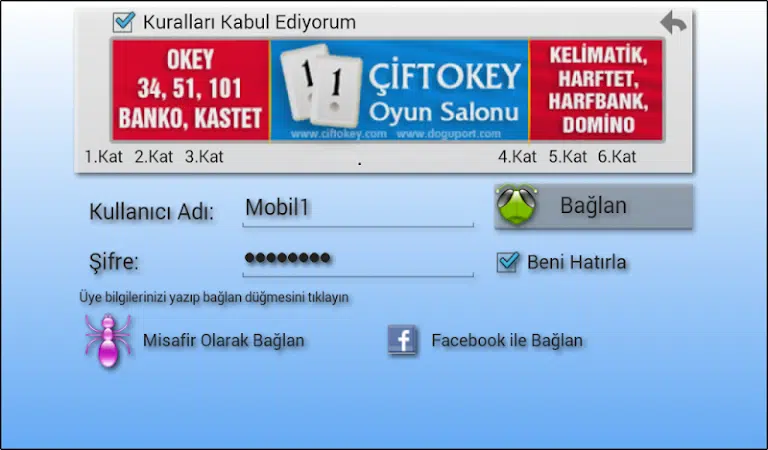 Kuralları Kabul Ediyorum
OKEY
34, 51, 101
BANKO, KASTET
1 1
ÇİFTOKEY
Oyun Salonu
www.ciftokey.com www.doguport.com
KELİMATİK,
HARFTET,
HARFBANK,
DOMİNO
1.Kat 2.Kat 3.Kat . 4.Kat 5.Kat 6.Kat
Kullanıcı Adı: Mobil1
Bağlan
Şifre: ••••••••
Beni Hatırla
Üye bilgilerinizi yazıp bağlan düğmesini tıklayın
Misafir Olarak Bağlan
f Facebook ile Bağlan